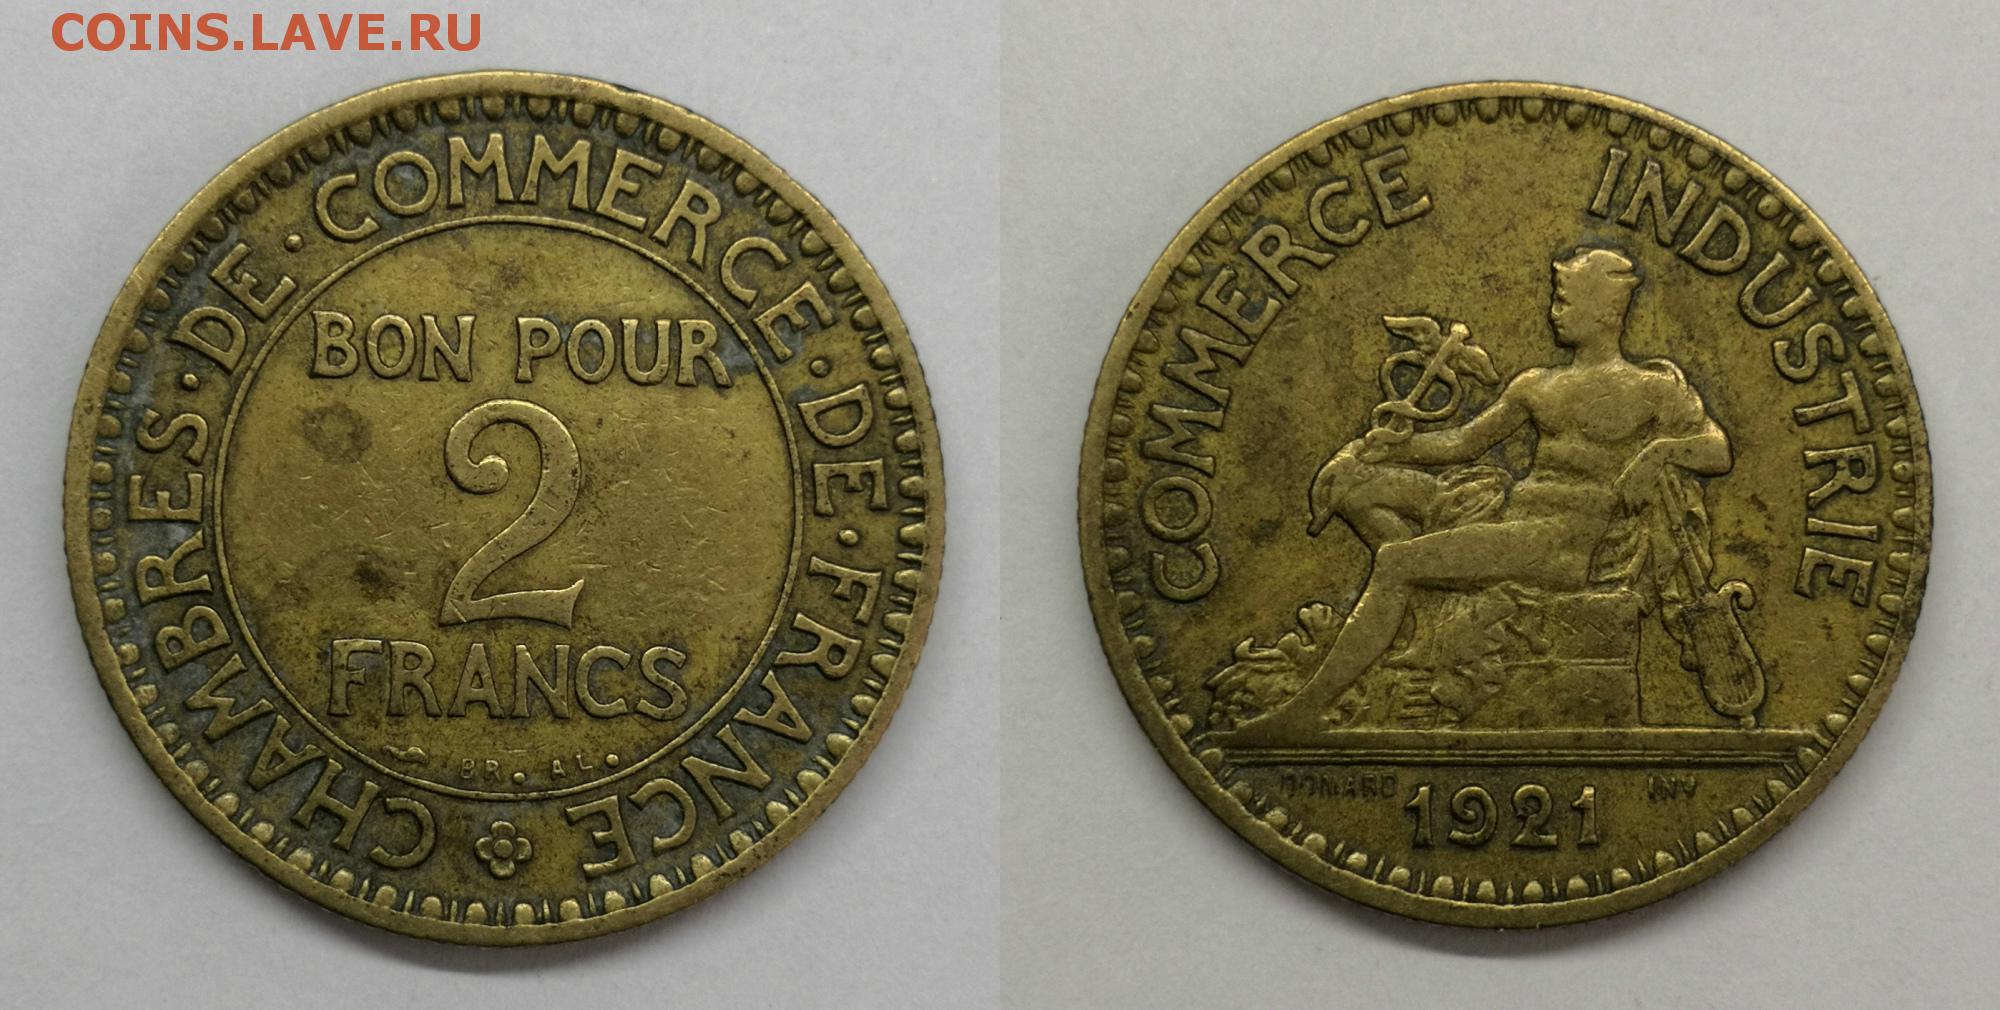 COINS.LAVE.RU
CHAMBRES·DE·COMMERCE·DE·FRANCE
BON POUR
2
FRANCS
BR. AL.
COMMERCE INDUSTRIE
DOMARD INV
1921